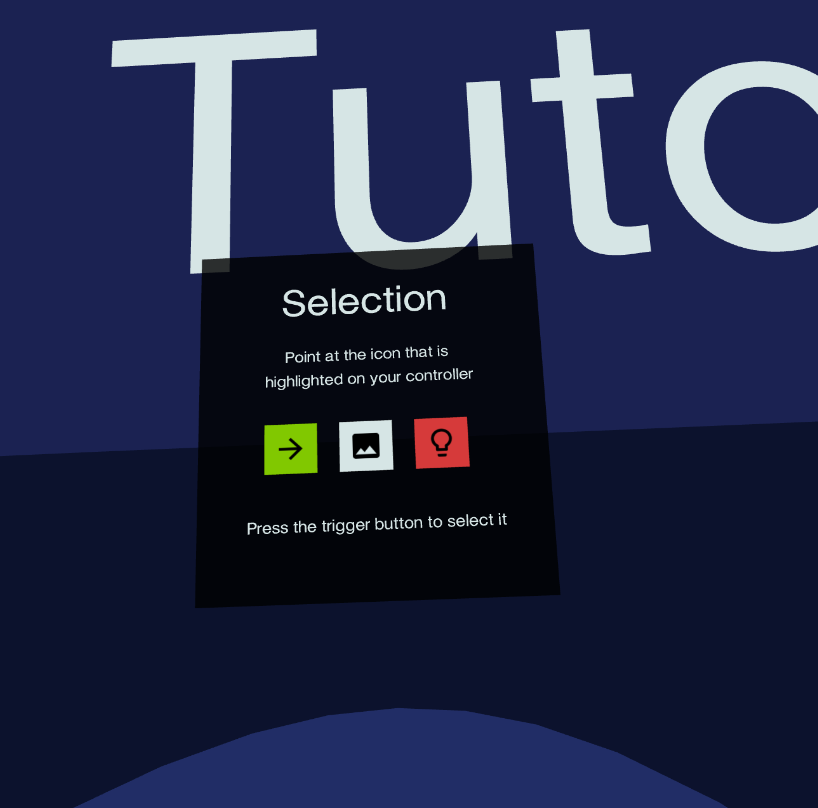 Tuto
Selection
Point at the icon that is
highlighted on your controller
Press the trigger button to select it